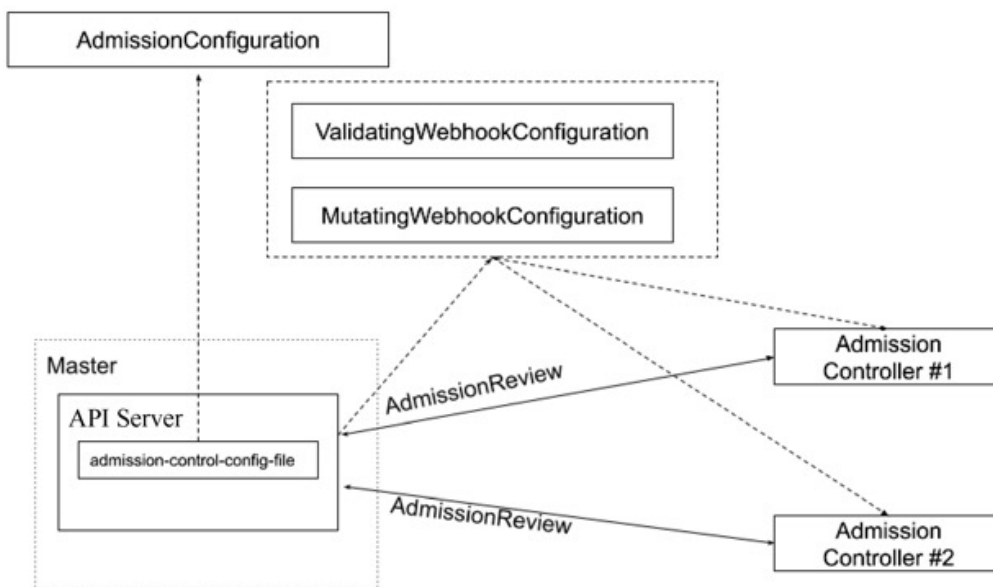 AdmissionConfiguration
ValidatingWebhookConfiguration
MutatingWebhookConfiguration
Master
API Server
admission-control-config-file
AdmissionReview
AdmissionReview
Admission
Controller #1
Admission
Controller #2